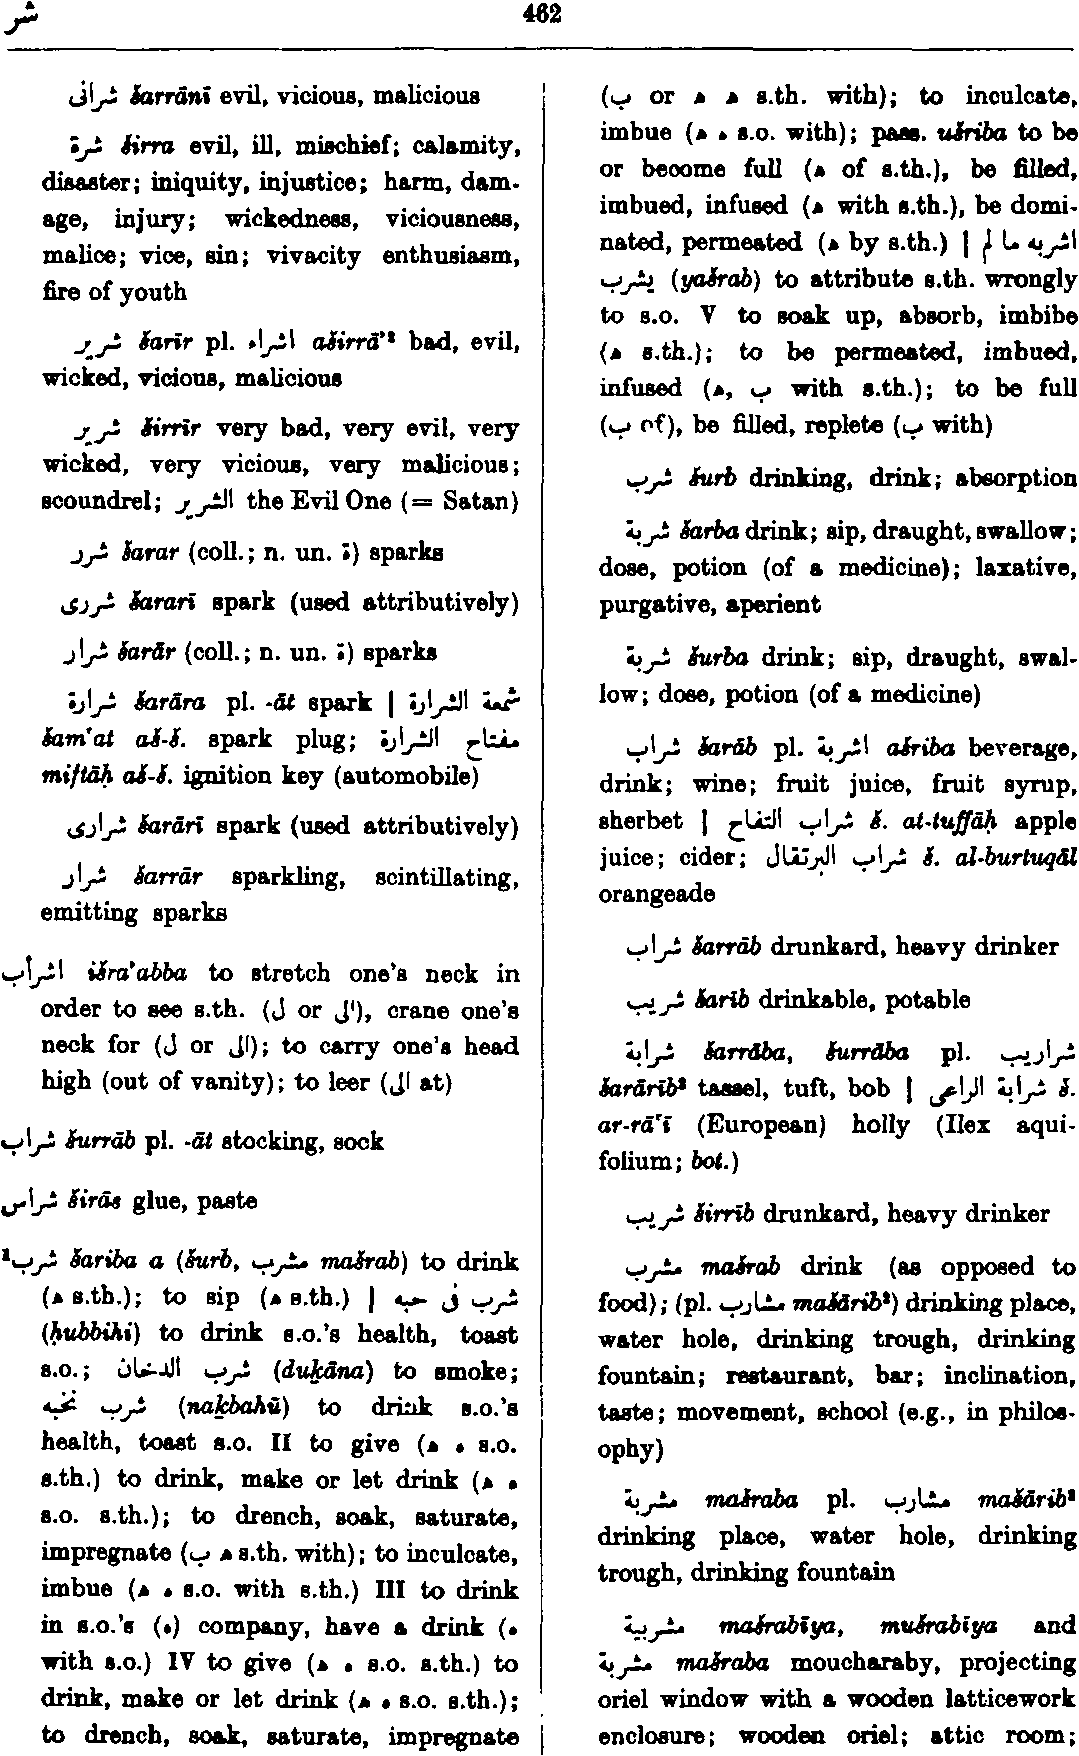 شر
462
شرانى šarrānī evil, vicious, malicious
شرة širra evil, ill, mischief; calamity,
disaster; iniquity, injustice; harm, dam-
age, injury; wickedness, viciousness,
malice; vice, sin; vivacity enthusiasm,
fire of youth
شرير šarīr pl. اشراء aširrā’² bad, evil,
wicked, vicious, malicious
شرير širrīr very bad, very evil, very
wicked, very vicious, very malicious;
scoundrel; الشرير the Evil One (= Satan)
شرر šarar (coll.; n. un. ة) sparks
شررى šararī spark (used attributively)
شرار šarār (coll.; n. un. ة) sparks
شرارة šarāra pl. -āt spark | شمعة الشرارة
šam‘at aš-š. spark plug; مفتاح الشرارة
miftāḥ aš-š. ignition key (automobile)
شرارى šarārī spark (used attributively)
شرار šarrār sparkling, scintillating,
emitting sparks
اشرأب išra’abba to stretch one's neck in
order to see s.th. (ل or الى), crane one's
neck for (ل or الى); to carry one's head
high (out of vanity); to leer (الى at)
شراب šurrāb pl. -āt stocking, sock
شراس širās glue, paste
¹شرب šariba a (šurb, مشرب mašrab) to drink
(ه s.th.); to sip (ه s.th.) | شرب فى حبه
(ḥubbihi) to drink s.o.'s health, toast
s.o.; شرب الدخان (duḵāna) to smoke;
شرب نخبه (naḵbahū) to drink s.o.'s
health, toast s.o. II to give (ه ه s.o.
s.th.) to drink, make or let drink (ه ه
s.o. s.th.); to drench, soak, saturate,
impregnate (ه ب s.th. with); to inculcate,
imbue (ه ه s.o. with s.th.) III to drink
in s.o.'s (ه) company, have a drink (ه
with s.o.) IV to give (ه ه s.o. s.th.) to
drink, make or let drink (ه ه s.o. s.th.);
to drench, soak, saturate, impregnate
(ب or ه ه s.th. with); to inculcate,
imbue (ه ه s.o. with); pass. ušriba to be
or become full (ه of s.th.), be filled,
imbued, infused (ه with s.th.), be domi-
nated, permeated (ه by s.th.) | اشربه ما لم
يشرب (yašrab) to attribute s.th. wrongly
to s.o. V to soak up, absorb, imbibe
(ه s.th.); to be permeated, imbued,
infused (ه, ب with s.th.); to be full
(ب of), be filled, replete (ب with)
شرب šurb drinking, drink; absorption
شربة šarba drink; sip, draught, swallow;
dose, potion (of a medicine); laxative,
purgative, aperient
شربة šurba drink; sip, draught, swal-
low; dose, potion (of a medicine)
شراب šarāb pl. اشربة ašriba beverage,
drink; wine; fruit juice, fruit syrup,
sherbet | شراب التفاح š. at-tuffāḥ apple
juice; cider; شراب البرتقال š. al-burtuqāl
orangeade
شراب šarrāb drunkard, heavy drinker
شريب šarīb drinkable, potable
شرابة šarrāba, šurrāba pl. شراريب
šarārīb² tassel, tuft, bob | شرابة الراعى š.
ar-rā‘ī (European) holly (Ilex aqui-
folium; bot.)
شريب širrīb drunkard, heavy drinker
مشرب mašrab drink (as opposed to
food); (pl. مشارب mašārib²) drinking place,
water hole, drinking trough, drinking
fountain; restaurant, bar; inclination,
taste; movement, school (e.g., in philos-
ophy)
مشربة mašraba pl. مشارب mašārib²
drinking place, water hole, drinking
trough, drinking fountain
مشربية mašrabīya, mušrabīya and
مشربة mašraba moucharaby, projecting
oriel window with a wooden latticework
enclosure; wooden oriel; attic room;